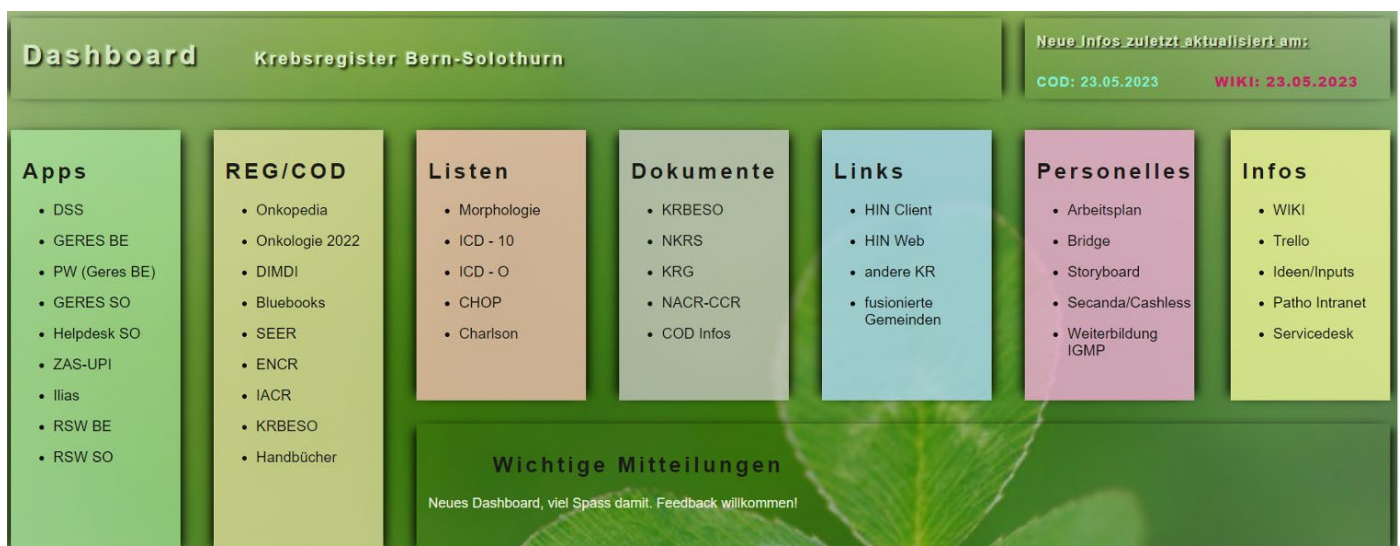 Dashboard Krebsregister Bern-Solothurn
Neue Infos zuletzt aktualisiert am:
COD: 23.05.2023 WIKI: 23.05.2023
Apps
DSS
GERES BE
PW (Geres BE)
GERES SO
Helpdesk SO
ZAS-UPI
Ilias
RSW BE
RSW SO
REG/COD
Onkopedia
Onkologie 2022
DIMDI
Bluebooks
SEER
ENCR
IACR
KRBESO
Handbücher
Listen
Morphologie
ICD - 10
ICD - O
CHOP
Charlson
Dokumente
KRBESO
NKRS
KRG
NACR-CCR
COD Infos
Links
HIN Client
HIN Web
andere KR
fusionierte
Gemeinden
Personelles
Arbeitsplan
Bridge
Storyboard
Secanda/Cashless
Weiterbildung
IGMP
Infos
WIKI
Trello
Ideen/Inputs
Patho Intranet
Servicedesk
Wichtige Mitteilungen
Neues Dashboard, viel Spass damit. Feedback willkommen!